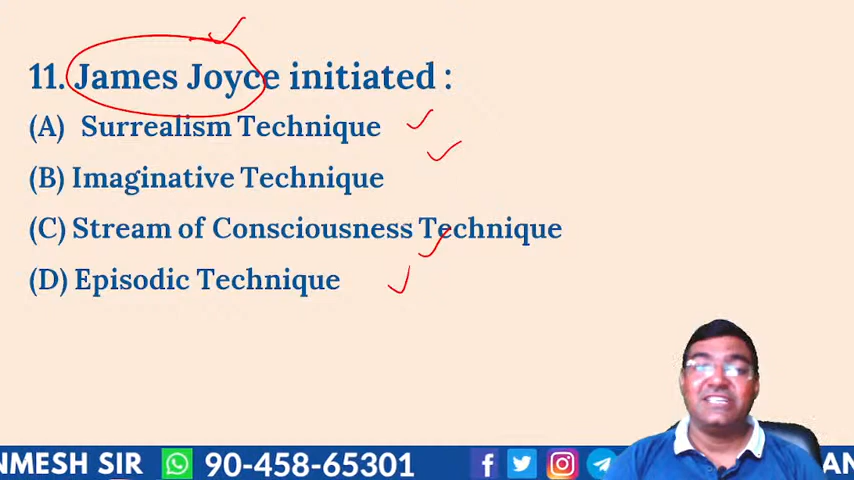 11. James Joyce initiated :
(A) Surrealism Technique
(B) Imaginative Technique
(C) Stream of Consciousness Technique
(D) Episodic Technique
NMESH SIR 90-458-65301 AN